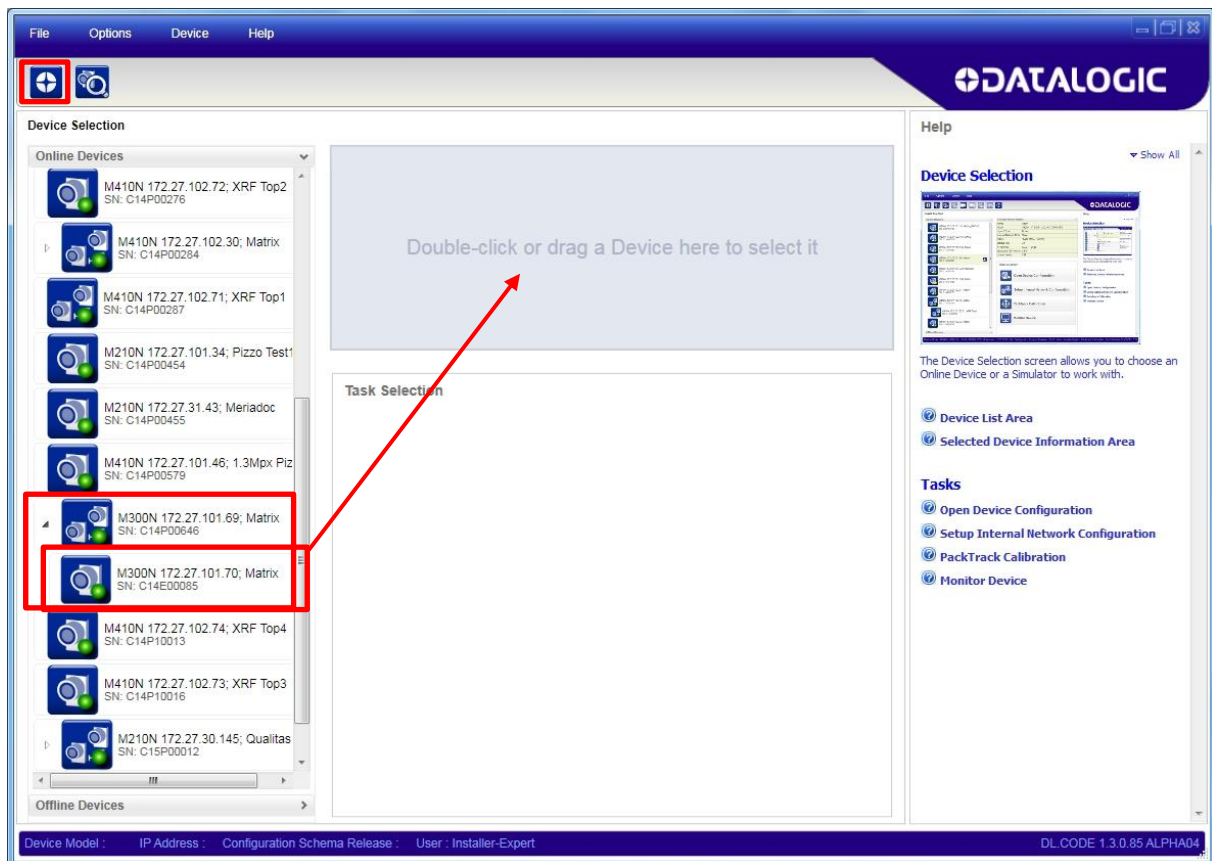 File Options Device Help
DATALOGIC
Device Selection
Online Devices
M410N 172.27.102.72; XRF Top2
SN: C14P00276
M410N 172.27.102.30; Matrix
SN: C14P00284
M410N 172.27.102.71; XRF Top1
SN: C14P00287
M210N 172.27.101.34; Pizzo Test1
SN: C14P00454
M210N 172.27.31.43; Meriadoc
SN: C14P00455
M410N 172.27.101.46; 1.3Mpx Piz
SN: C14P00579
M300N 172.27.101.69; Matrix
SN: C14P00646
M300N 172.27.101.70; Matrix
SN: C14E00085
M410N 172.27.102.74; XRF Top4
SN: C14P10013
M410N 172.27.102.73; XRF Top3
SN: C14P10016
M210N 172.27.30.145; Qualitas
SN: C15P00012
Offline Devices
Double-click or drag a Device here to select it
Task Selection
Help
Show All
Device Selection
The Device Selection screen allows you to choose an
Online Device or a Simulator to work with.
Device List Area
Selected Device Information Area
Tasks
Open Device Configuration
Setup Internal Network Configuration
PackTrack Calibration
Monitor Device
Device Model : IP Address : Configuration Schema Release : User : Installer-Expert
DL.CODE 1.3.0.85 ALPHA04